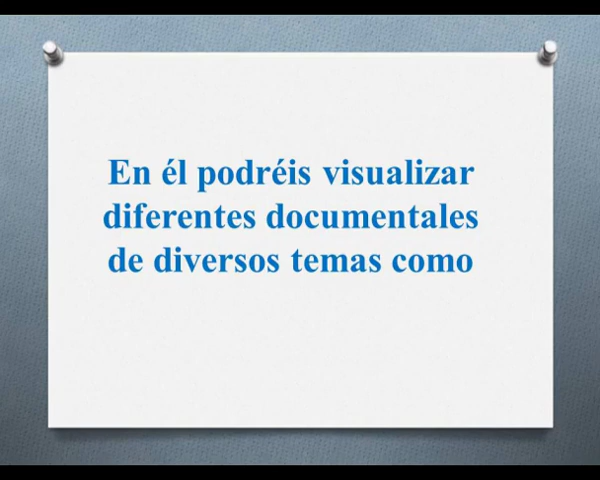 En él podréis visualizar
diferentes documentales
de diversos temas como